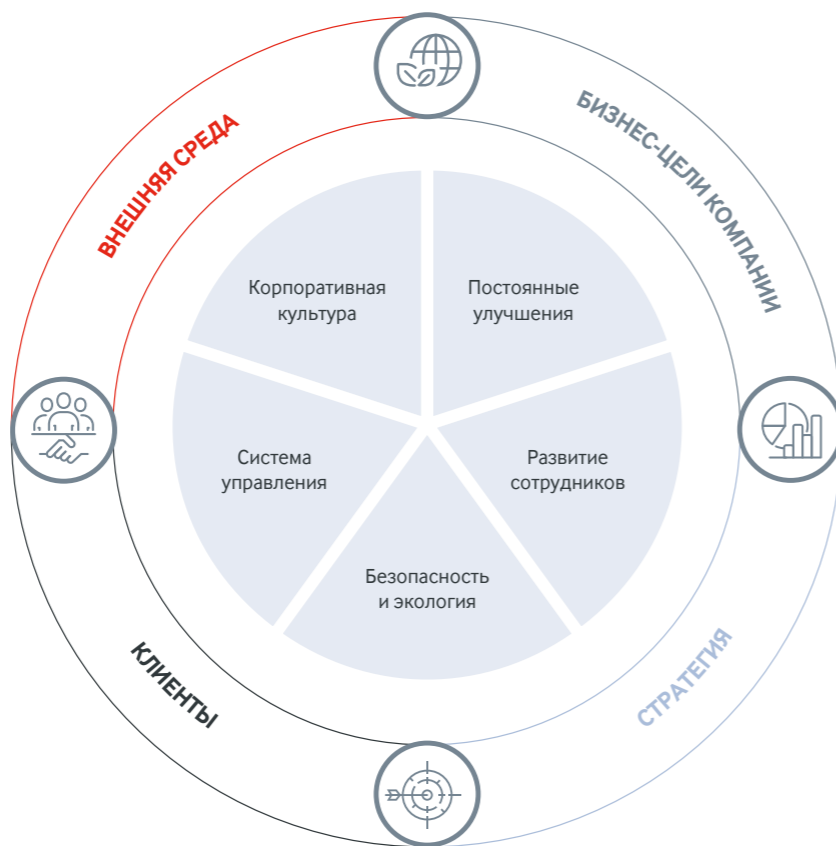 ВНЕШНЯЯ СРЕДА
БИЗНЕС-ЦЕЛИ КОМПАНИИ
Корпоративная
культура
Постоянные
улучшения
Система
управления
Развитие
сотрудников
Безопасность
и экология
КЛИЕНТЫ
СТРАТЕГИЯ